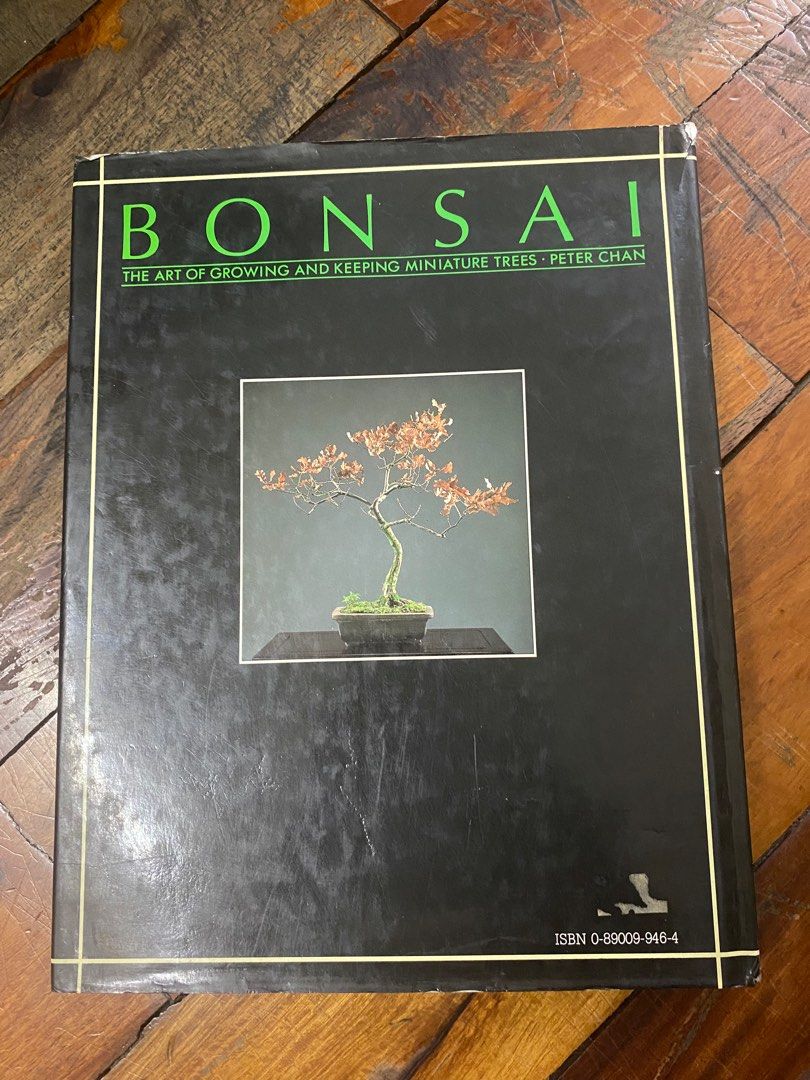 BONSAI
THE ART OF GROWING AND KEEPING MINIATURE TREES · PETER CHAN
ISBN 0-89009-946-4